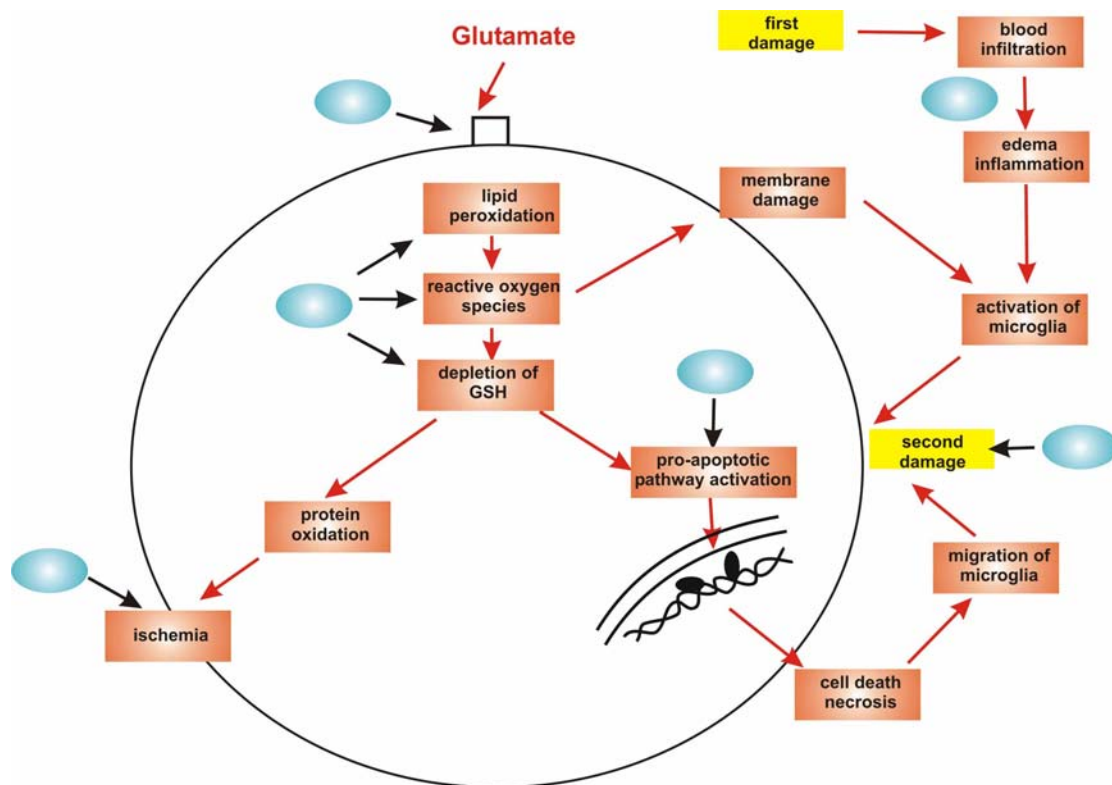 Glutamate
first
damage
blood
infiltration
edema
inflammation
lipid
peroxidation
membrane
damage
reactive oxygen
species
activation of
microglia
depletion of
GSH
second
damage
pro-apoptotic
pathway activation
protein
oxidation
migration of
microglia
ischemia
cell death
necrosis